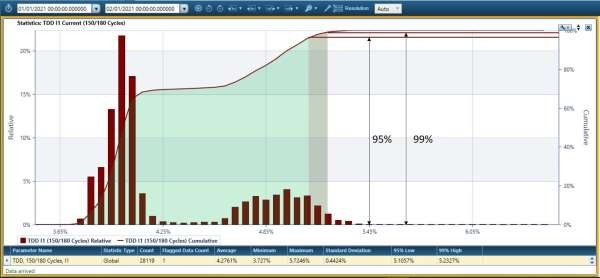 01/01/2021 00:00:00.000000 02/01/2021 00:00:00.000000 Resolution Auto
Statistics: TDD I1 Current (150/180 Cycles)
100%
20%
80%
15%
60%
95% 99%
Relative
Cumulative
10%
40%
5%
20%
0% 0%
3.65% 4.25% 4.85% 5.45% 6.05%
TDD I1 (150/180 Cycles) Relative TDD I1 (150/180 Cycles) Cumulative
Parameter Name Statistic Type Count Flagged Data Count Average Minimum Maximum Standard Deviation 95% Low 99% High
TDD, 150/180 Cycles, I1 Global 28119 1 4.2761% 3.727% 5.7246% 0.4424% 5.1057% 5.2327%
Data arrived